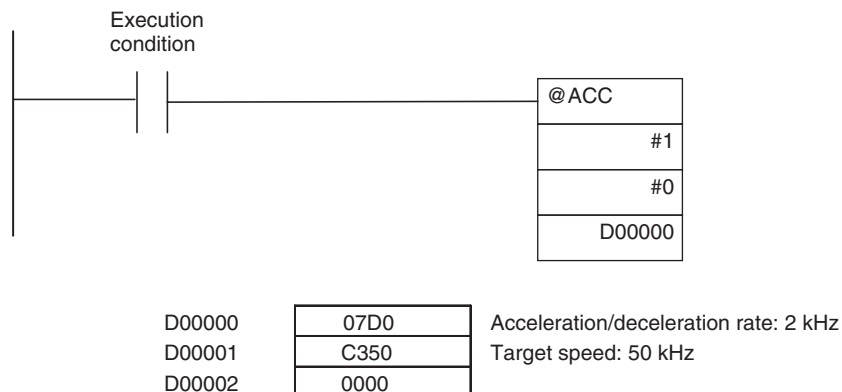 Execution
condition
@ACC
#1
#0
D00000
D00000 07D0 Acceleration/deceleration rate: 2 kHz
D00001 C350 Target speed: 50 kHz
D00002 0000